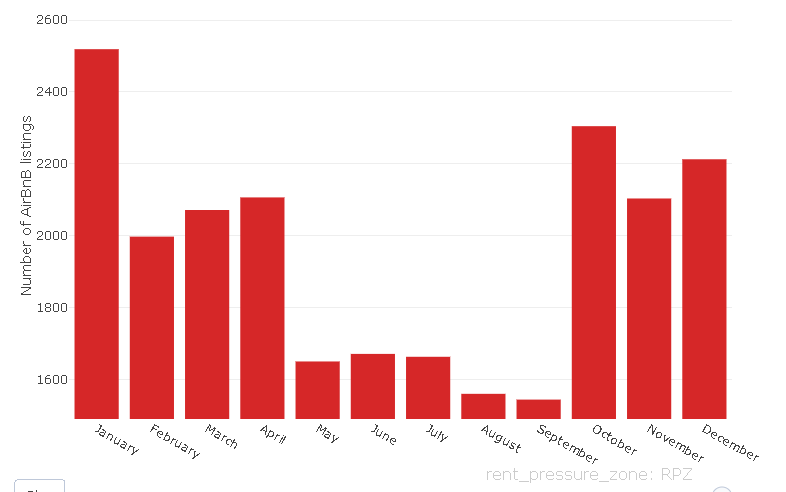 2600
2400
2200
2000
1800
1600
Number of AirBnB listings
January
February
March
April
May
June
July
August
September
October
November
December
rent_pressure_zone: RPZ